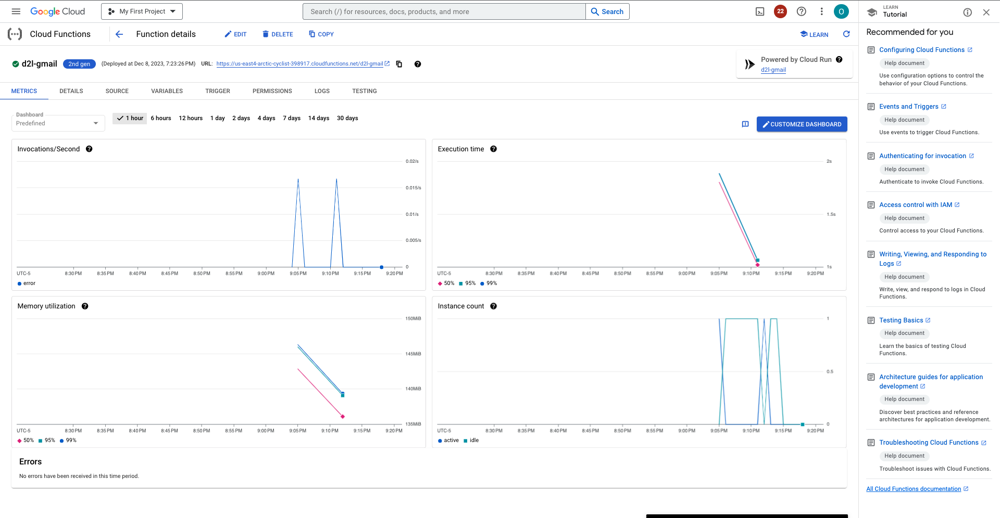 Google Cloud
My First Project
Search (/) for resources, docs, products, and more
Search
22
O
LEARN
Tutorial
Cloud Functions
Function details
EDIT
DELETE
COPY
LEARN
d2l-gmail
2nd gen
(Deployed at Dec 8, 2023, 7:23:26 PM)
URL:
https://us-east4-arctic-cyclist-398917.cloudfunctions.net/d2l-gmail
Powered by Cloud Run
d2l-gmail
METRICS
DETAILS
SOURCE
VARIABLES
TRIGGER
PERMISSIONS
LOGS
TESTING
Dashboard
Predefined
1 hour
6 hours
12 hours
1 day
2 days
4 days
7 days
14 days
30 days
CUSTOMIZE DASHBOARD
Invocations/Second
0.02/s
0.015/s
0.01/s
0.005/s
0
UTC-5
8:30 PM
8:35 PM
8:40 PM
8:45 PM
8:50 PM
8:55 PM
9:00 PM
9:05 PM
9:10 PM
9:15 PM
9:20 PM
error
Execution time
2s
1.5s
1s
UTC-5
8:30 PM
8:35 PM
8:40 PM
8:45 PM
8:50 PM
8:55 PM
9:00 PM
9:05 PM
9:10 PM
9:15 PM
9:20 PM
50%
95%
99%
Memory utilization
150MiB
145MiB
140MiB
135MiB
UTC-5
8:30 PM
8:35 PM
8:40 PM
8:45 PM
8:50 PM
8:55 PM
9:00 PM
9:05 PM
9:10 PM
9:15 PM
9:20 PM
50%
95%
99%
Instance count
1
0.5
0
UTC-5
8:30 PM
8:35 PM
8:40 PM
8:45 PM
8:50 PM
8:55 PM
9:00 PM
9:05 PM
9:10 PM
9:15 PM
9:20 PM
active
idle
Errors
No errors have been received in this time period.
Recommended for you
Configuring Cloud Functions
Help document
Use configuration options to control the
behavior of your Cloud Functions.
Events and Triggers
Help document
Use events to trigger Cloud Functions.
Authenticating for invocation
Help document
Authenticate to invoke Cloud Functions.
Access control with IAM
Help document
Control access to your Cloud Functions.
Writing, Viewing, and Responding to
Logs
Help document
Write, view, and respond to logs in Cloud
Functions.
Testing Basics
Help document
Learn the basics of testing Cloud
Functions.
Architecture guides for application
development
Help document
Discover best practices and reference
architectures for application development.
Troubleshooting Cloud Functions
Help document
Troubleshoot issues with Cloud Functions.
All Cloud Functions documentation